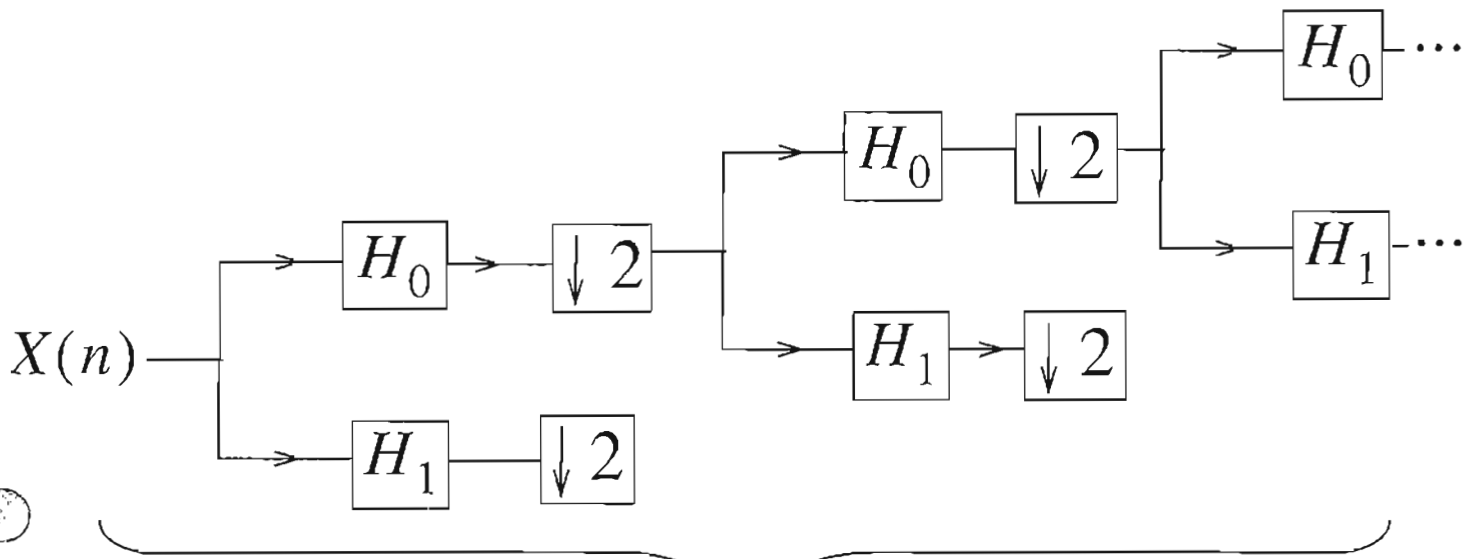 H₀ ···
H₀ ↓ 2
H₁ ···
H₀ ↓ 2
X(n)
H₁ ↓ 2
H₁ ↓ 2